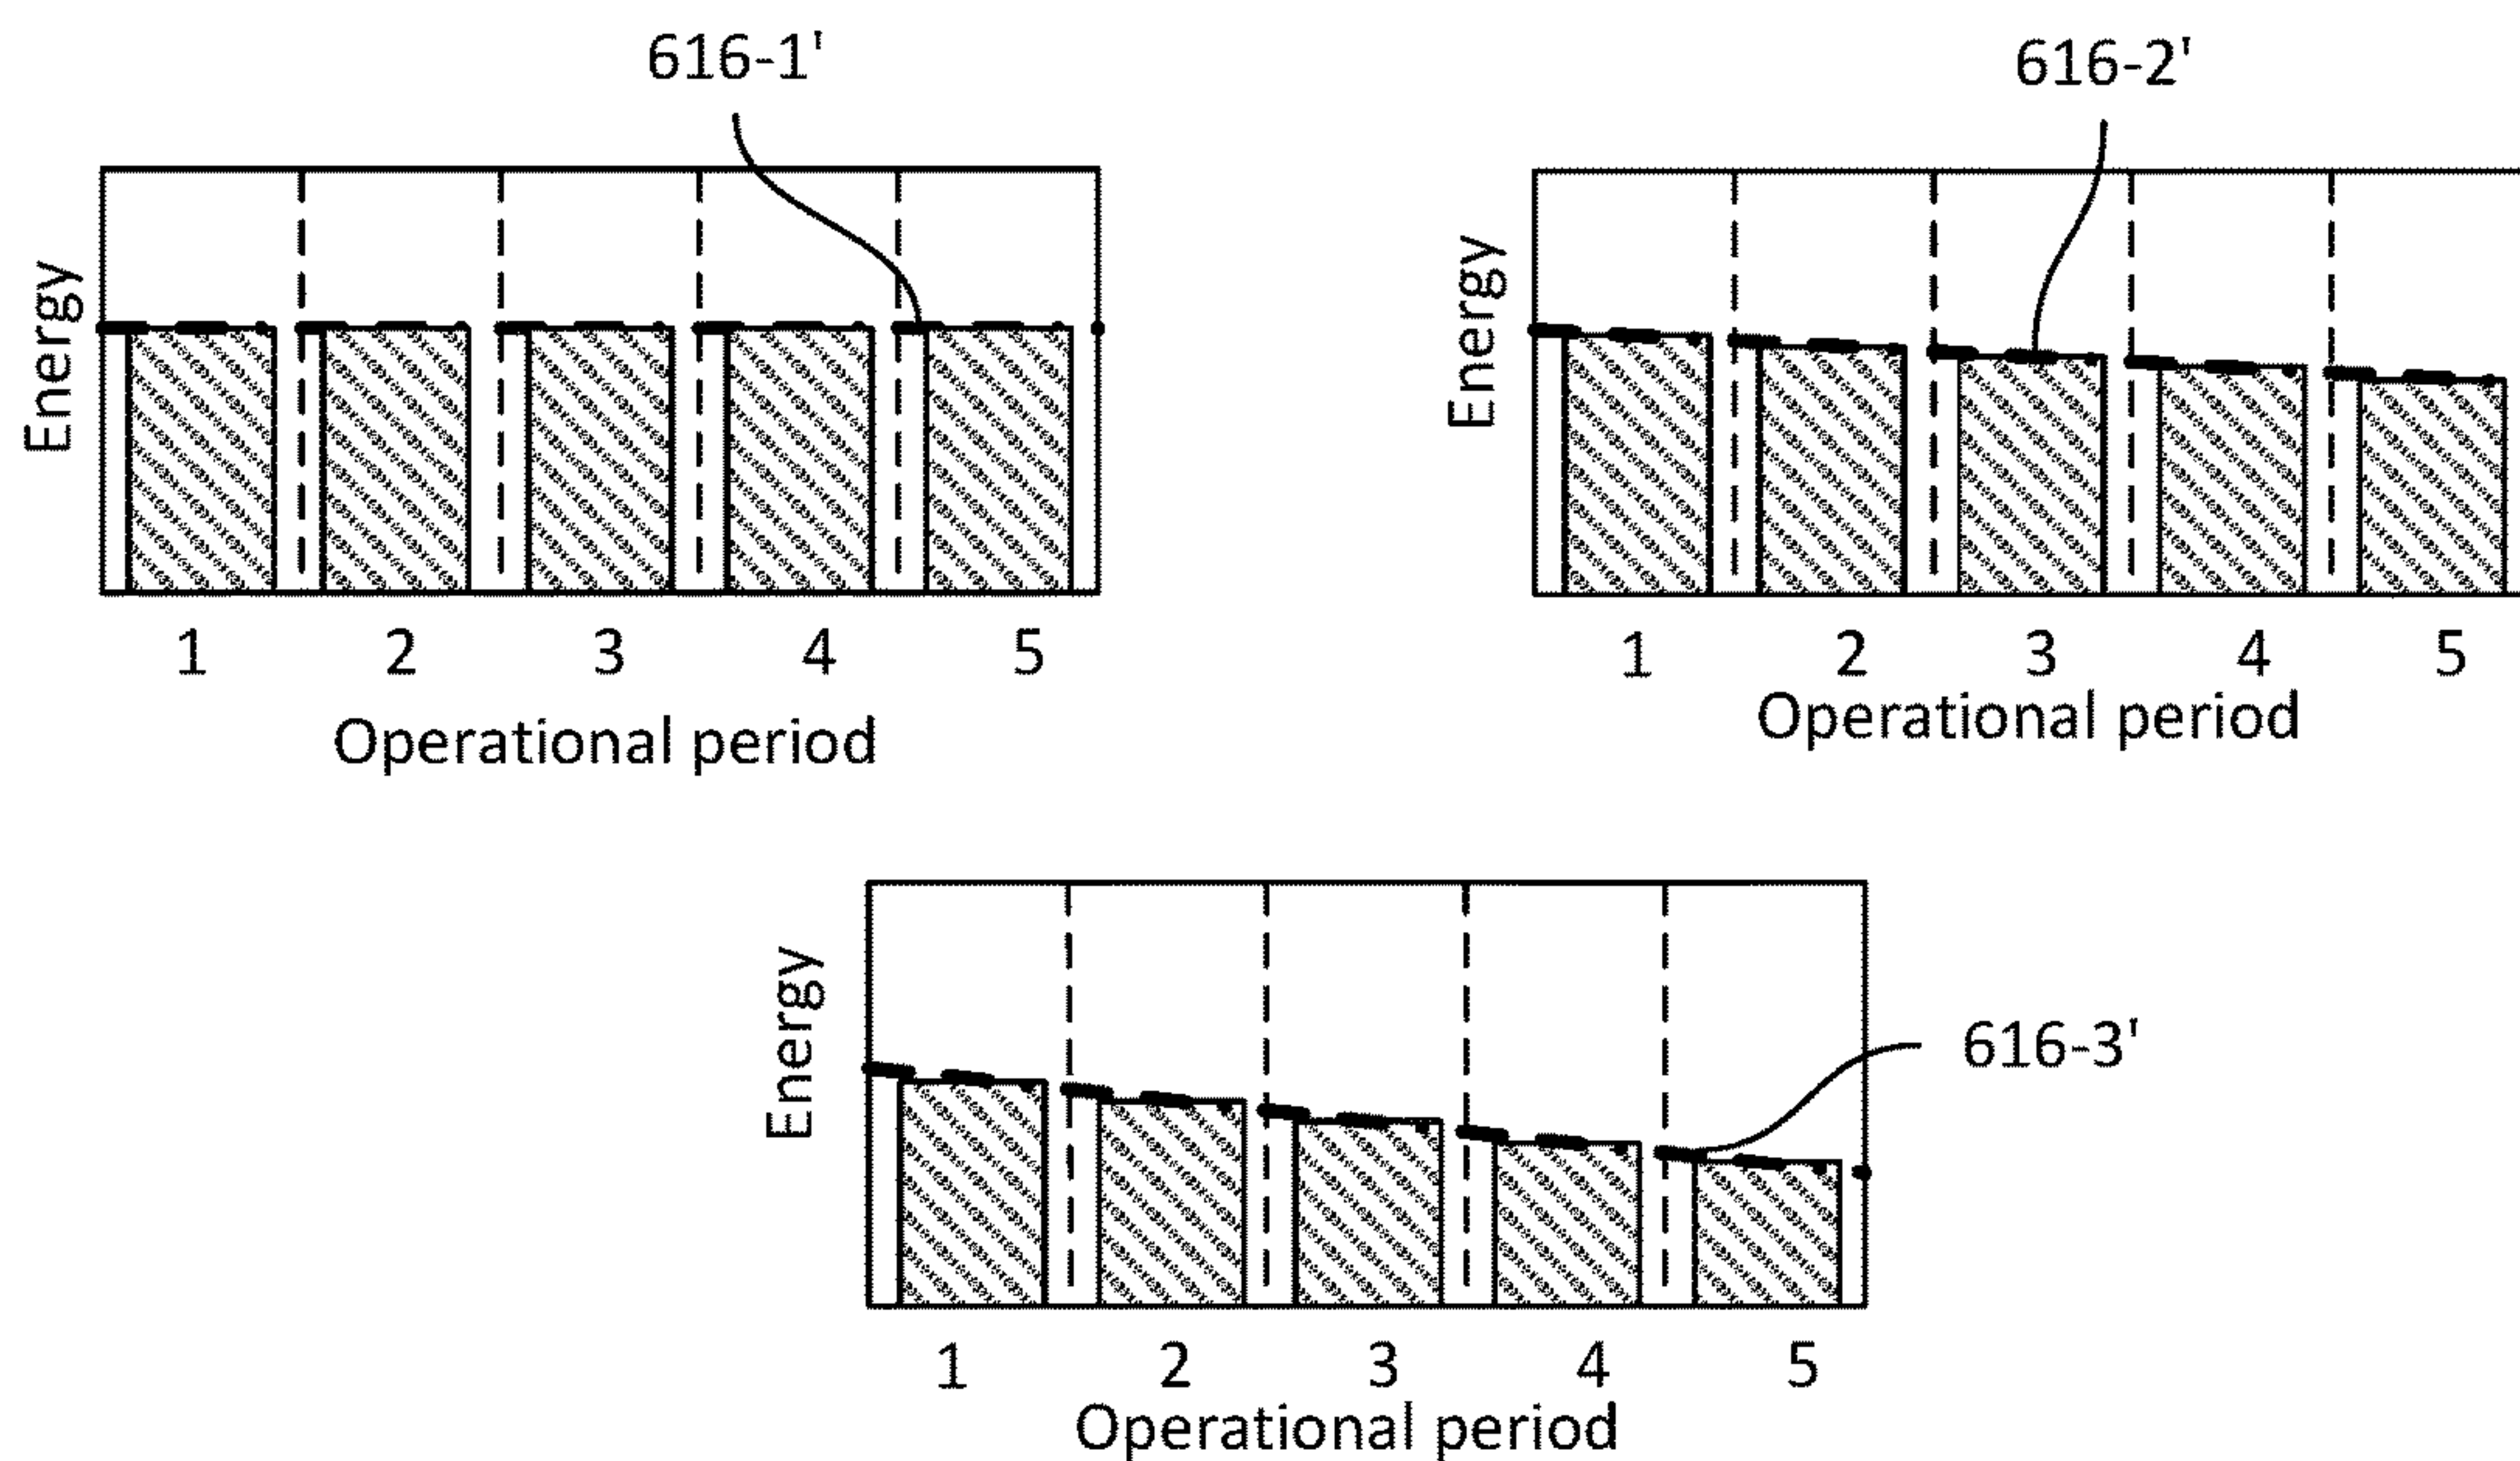 616-1'
Energy
1 2 3 4 5
Operational period
616-2'
Energy
1 2 3 4 5
Operational period
616-3'
Energy
1 2 3 4 5
Operational period